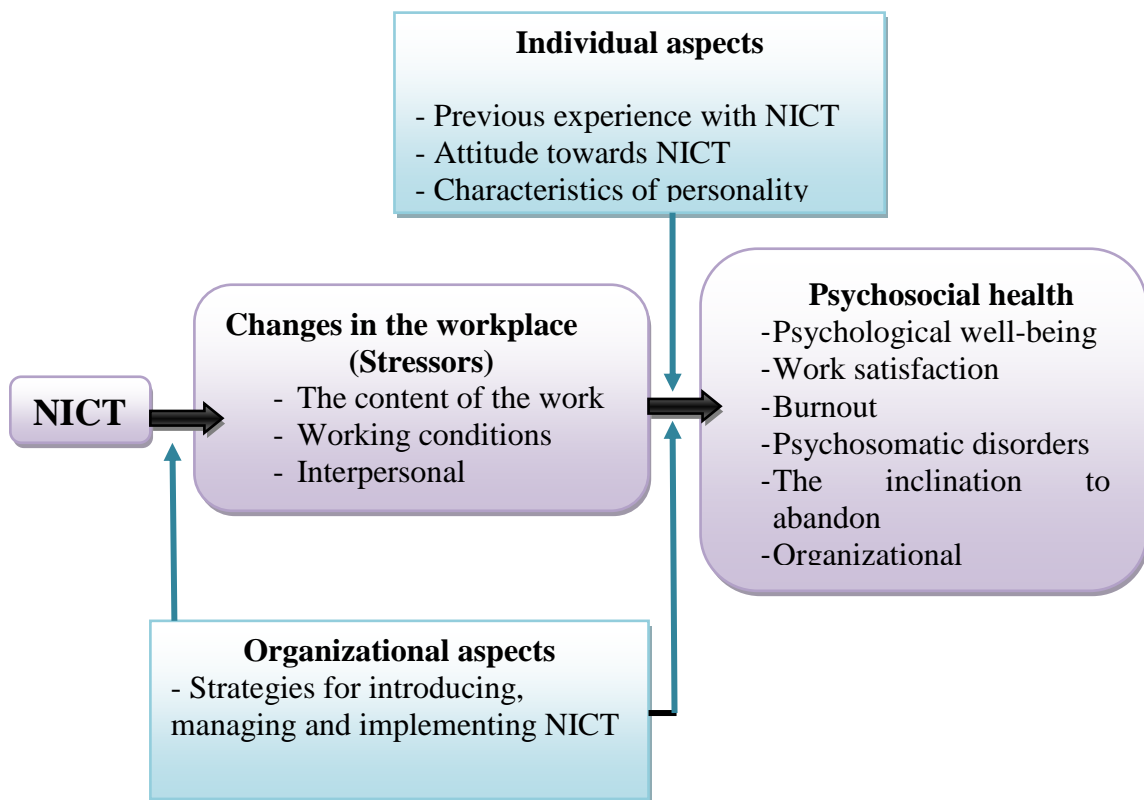 Individual aspects
- Previous experience with NICT
- Attitude towards NICT
- Characteristics of personality
NICT
Changes in the workplace
(Stressors)
- The content of the work
- Working conditions
- Interpersonal
Psychosocial health
-Psychological well-being
-Work satisfaction
-Burnout
-Psychosomatic disorders
-The inclination to
abandon
-Organizational
Organizational aspects
- Strategies for introducing,
managing and implementing NICT